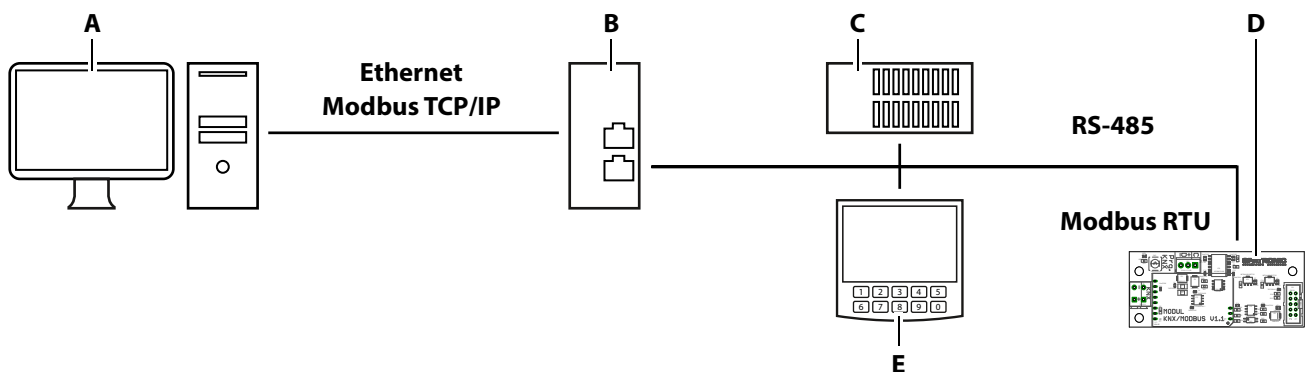 A
B
C
D
Ethernet
Modbus TCP/IP
RS-485
Modbus RTU
1 2 3 4 5
6 7 8 9 0
MODUL
KNX/MODBUS V1.1
E